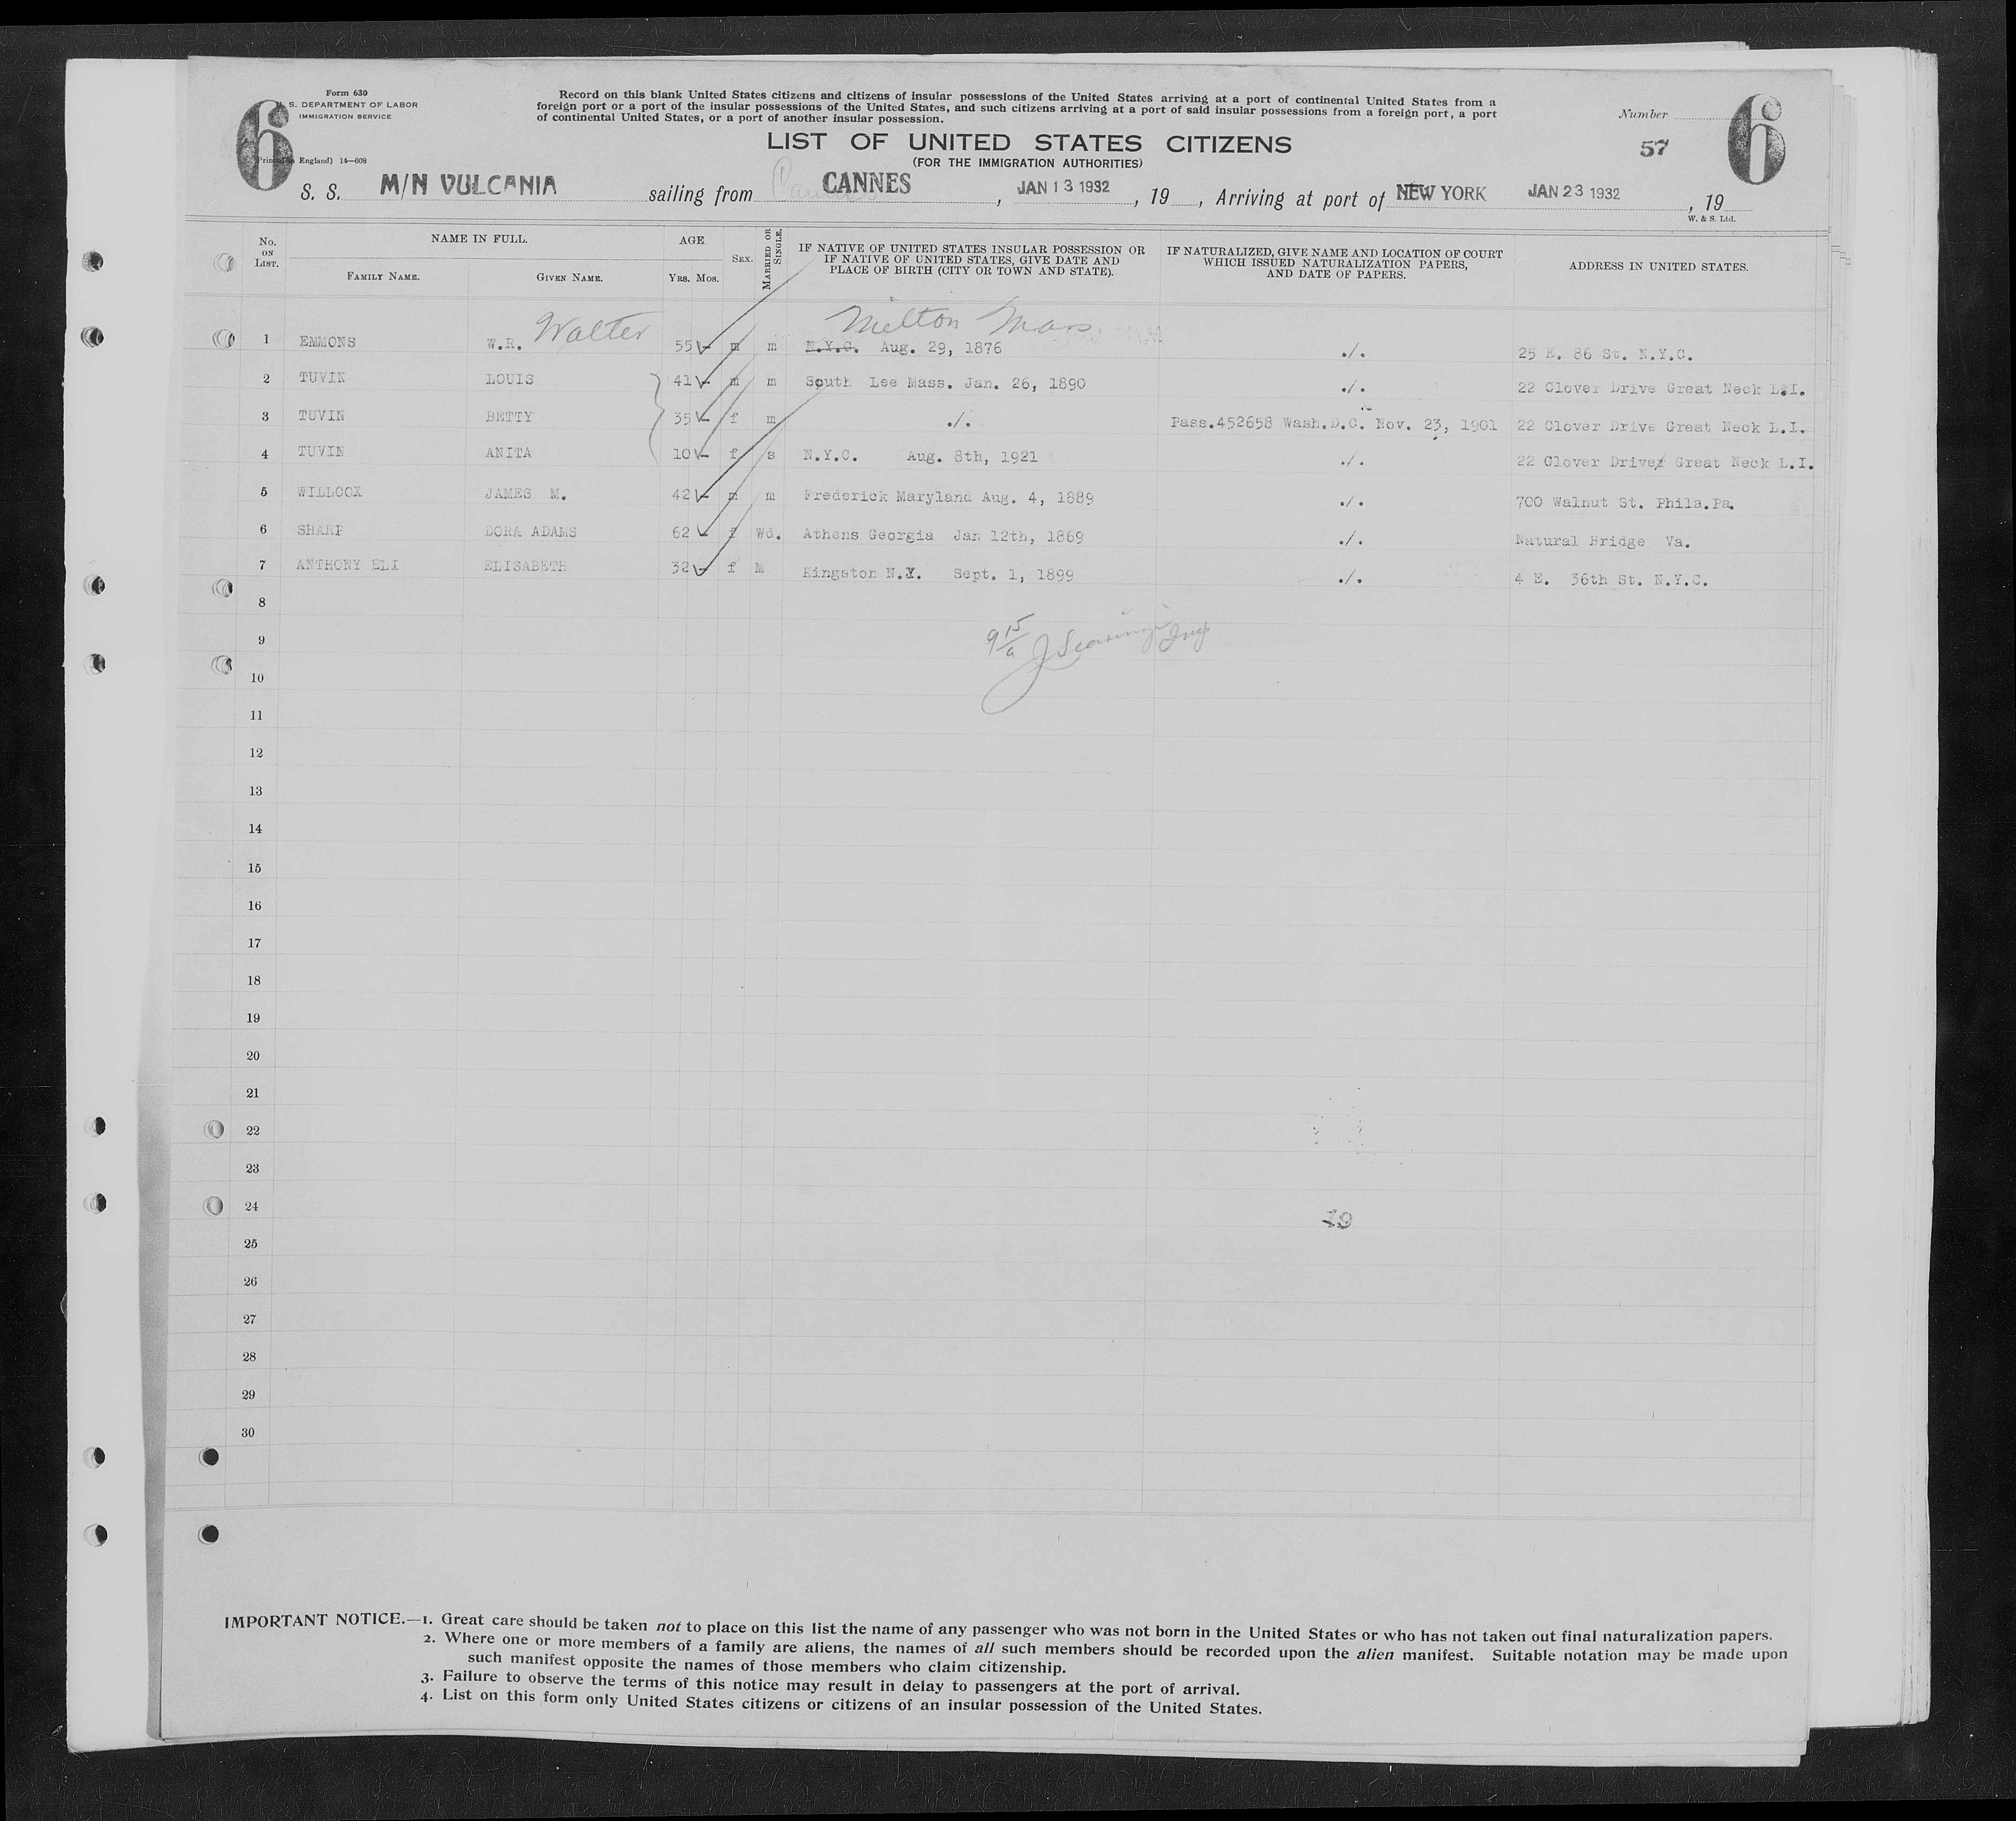 Form 630
U. S. DEPARTMENT OF LABOR
IMMIGRATION SERVICE
6
(Printed in England) 14—608
Record on this blank United States citizens and citizens of insular possessions of the United States arriving at a port of continental United States from a
foreign port or a port of the insular possessions of the United States, and such citizens arriving at a port of said insular possessions from a foreign port, a port
of continental United States, or a port of another insular possession.
Number
57
6
LIST OF UNITED STATES CITIZENS
(FOR THE IMMIGRATION AUTHORITIES)
S. S. M/N VULCANIA sailing from CANNES , JAN 13 1932 , 19 , Arriving at port of NEW YORK JAN 23 1932 , 19
W. & S. Ltd.
No. ON LIST. NAME IN FULL. FAMILY NAME. GIVEN NAME. AGE. YRS. MOS. SEX. MARRIED OR SINGLE. IF NATIVE OF UNITED STATES INSULAR POSSESSION OR IF NATIVE OF UNITED STATES, GIVE DATE AND PLACE OF BIRTH (CITY OR TOWN AND STATE). IF NATURALIZED, GIVE NAME AND LOCATION OF COURT WHICH ISSUED NATURALIZATION PAPERS, AND DATE OF PAPERS. ADDRESS IN UNITED STATES.
Walter Milton Mass
1 EMMONS W.R. 55 - m m N.Y.C. Aug. 29, 1876 ./. 25 E. 86 St. N.Y.C.
2 TUVIN LOUIS 41 - m m South Lee Mass. Jan. 26, 1890 ./. 22 Clover Drive Great Neck L.I.
3 TUVIN BETTY 35 - f m ./. Pass.452658 Wash.D.C. Nov. 23, 1901 22 Clover Drive Great Neck L.I.
4 TUVIN ANITA 10 - f s N.Y.C. Aug. 8th, 1921 ./. 22 Clover Drive Great Neck L.I.
5 WILLCOX JAMES M. 42 - m m Frederick Maryland Aug. 4, 1889 ./. 700 Walnut St. Phila.Pa.
6 SHARP DORA ADAMS 62 - f Wd. Athens Georgia Jan 12th, 1869 ./. Natural Bridge Va.
7 ANTHONY ELI ELISABETH 32 - f M Kingston N.Y. Sept. 1, 1899 ./. 4 E. 36th St. N.Y.C.
8
9 9 15/a
10
11
12
13
14
15
16
17
18
19
20
21
22
23
24
25
26
27
28
29
30
IMPORTANT NOTICE.—1. Great care should be taken not to place on this list the name of any passenger who was not born in the United States or who has not taken out final naturalization papers.
2. Where one or more members of a family are aliens, the names of all such members should be recorded upon the alien manifest. Suitable notation may be made upon
such manifest opposite the names of those members who claim citizenship.
3. Failure to observe the terms of this notice may result in delay to passengers at the port of arrival.
4. List on this form only United States citizens or citizens of an insular possession of the United States.